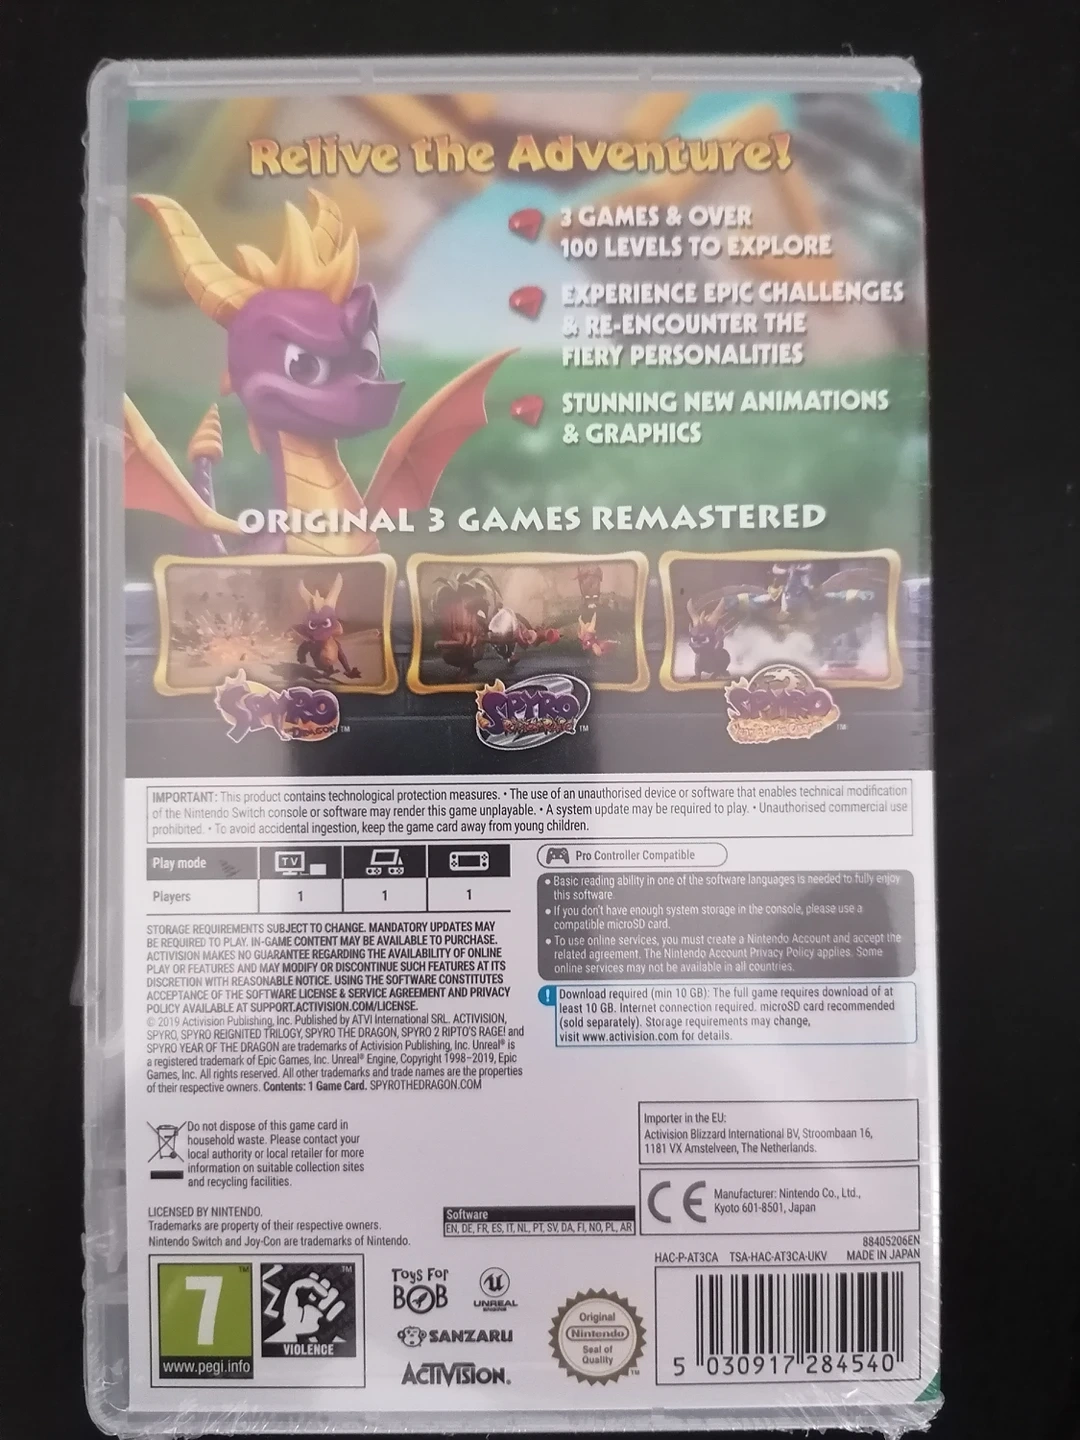 Relive the Adventure!
3 GAMES & OVER
100 LEVELS TO EXPLORE
EXPERIENCE EPIC CHALLENGES
& RE-ENCOUNTER THE
FIERY PERSONALITIES
STUNNING NEW ANIMATIONS
& GRAPHICS
ORIGINAL 3 GAMES REMASTERED
SPYRO DRAGON TM
SPYRO TM
SPYRO TM
IMPORTANT: This product contains technological protection measures. • The use of an unauthorised device or software that enables technical modification
of the Nintendo Switch console or software may render this game unplayable. • A system update may be required to play. • Unauthorised commercial use
prohibited. • To avoid accidental ingestion, keep the game card away from young children.
Play mode TV
Players 1 1 1
Pro Controller Compatible
• Basic reading ability in one of the software languages is needed to fully enjoy
this software.
• If you don't have enough system storage in the console, please use a
compatible microSD card.
• To use online services, you must create a Nintendo Account and accept the
related agreement. The Nintendo Account Privacy Policy applies. Some
online services may not be available in all countries.
! Download required (min 10 GB): The full game requires download of at
least 10 GB. Internet connection required. microSD card recommended
(sold separately). Storage requirements may change,
visit www.activision.com for details.
STORAGE REQUIREMENTS SUBJECT TO CHANGE. MANDATORY UPDATES MAY
BE REQUIRED TO PLAY. IN-GAME CONTENT MAY BE AVAILABLE TO PURCHASE.
ACTIVISION MAKES NO GUARANTEE REGARDING THE AVAILABILITY OF ONLINE
PLAY OR FEATURES AND MAY MODIFY OR DISCONTINUE SUCH FEATURES AT ITS
DISCRETION WITH REASONABLE NOTICE. USING THE SOFTWARE CONSTITUTES
ACCEPTANCE OF THE SOFTWARE LICENSE & SERVICE AGREEMENT AND PRIVACY
POLICY AVAILABLE AT SUPPORT.ACTIVISION.COM/LICENSE.
© 2019 Activision Publishing, Inc. Published by ATVI International SRL. ACTIVISION,
SPYRO, SPYRO REIGNITED TRILOGY, SPYRO THE DRAGON, SPYRO 2 RIPTO'S RAGE! and
SPYRO YEAR OF THE DRAGON are trademarks of Activision Publishing, Inc. Unreal® is
a registered trademark of Epic Games, Inc. Unreal® Engine, Copyright 1998–2019, Epic
Games, Inc. All rights reserved. All other trademarks and trade names are the properties
of their respective owners. Contents: 1 Game Card. SPYROTHEDRAGON.COM
Do not dispose of this game card in
household waste. Please contact your
local authority or local retailer for more
information on suitable collection sites
and recycling facilities.
Importer in the EU:
Activision Blizzard International BV, Stroombaan 16,
1181 VX Amstelveen, The Netherlands.
CE Manufacturer: Nintendo Co., Ltd.,
Kyoto 601-8501, Japan
LICENSED BY NINTENDO.
Trademarks are property of their respective owners.
Nintendo Switch and Joy-Con are trademarks of Nintendo.
Software
EN, DE, FR, ES, IT, NL, PT, SV, DA, FI, NO, PL, AR
88405206EN
HAC-P-AT3CA TSA-HAC-AT3CA-UKV MADE IN JAPAN
7 TM
www.pegi.info
TM
VIOLENCE
TOYS FOR
BOB
UNREAL
ENGINE
SANZARU
ACTIVISION.
Original
Nintendo
Seal of
Quality
TM
5 030917 284540